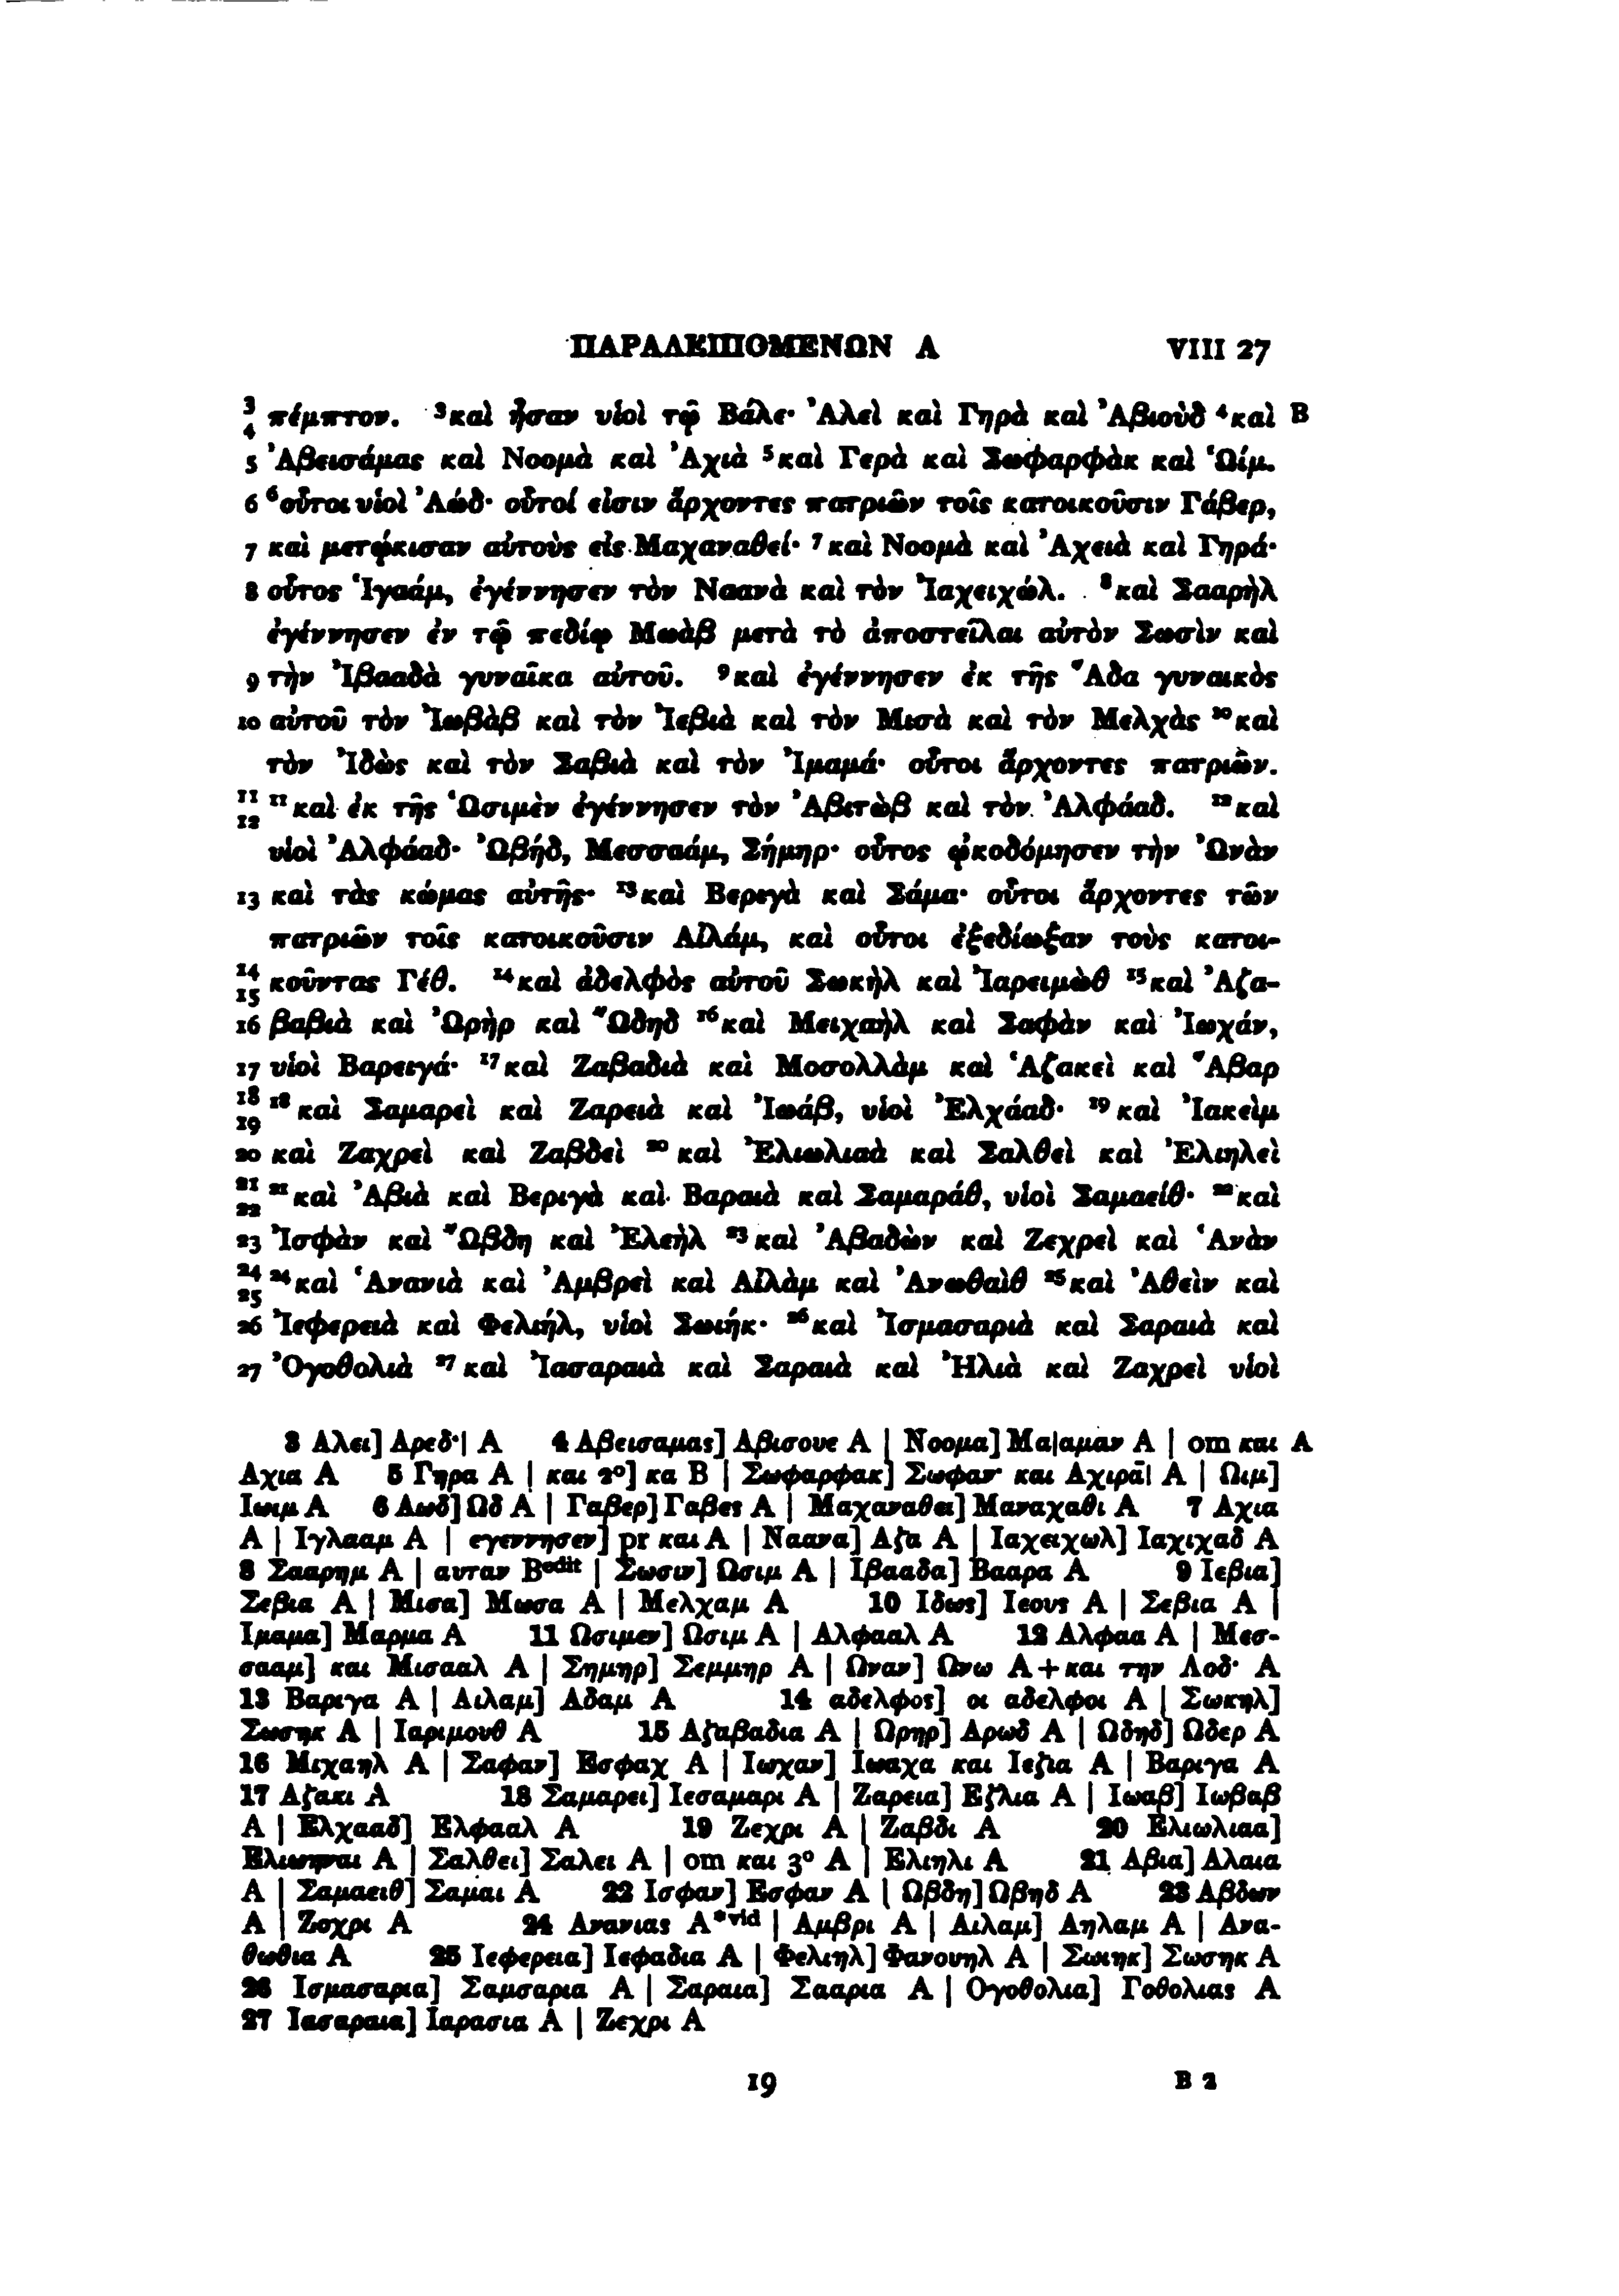 ΠΑΡΑΛΕΙΠΟΜΕΝΩΝ Α VIII 27
3 4 πέμπτον. ³καὶ ἦσαν υἱοὶ τῷ Βάλε· Ἀλεὶ καὶ Γηρὰ καὶ Ἀβιοὺδ ⁴καὶ B
5 Ἀβεισάμας καὶ Νοομὰ καὶ Ἀχιὰ ⁵καὶ Γερὰ καὶ Σωφαρφὰκ καὶ Ὡίμ.
6 ⁶οὗτοι υἱοὶ Ἀώδ· οὗτοί εἰσιν ἄρχοντες πατριῶν τοῖς κατοικοῦσιν Γάβερ,
7 καὶ μετῴκισαν αὐτοὺς εἰς Μαχαναθεί· ⁷καὶ Νοομὰ καὶ Ἀχειὰ καὶ Γηρά·
8 οὗτος Ἰγαάμ, ἐγέννησεν τὸν Ναανὰ καὶ τὸν Ἰαχειχώλ. ⁸καὶ Σααρὴλ
ἐγέννησεν ἐν τῷ πεδίῳ Μωὰβ μετὰ τὸ ἀποστεῖλαι αὐτὸν Σωσὶν καὶ
9 τὴν Ἰβααδὰ γυναῖκα αὐτοῦ. ⁹καὶ ἐγέννησεν ἐκ τῆς Ἅδα γυναικὸς
10 αὐτοῦ τὸν Ἰωβὰβ καὶ τὸν Ἰεβιὰ καὶ τὸν Μισὰ καὶ τὸν Μελχὰς ¹⁰καὶ
τὸν Ἰδὼς καὶ τὸν Σαβιὰ καὶ τὸν Ἰμαμά· οὗτοι ἄρχοντες πατριῶν.
11 12 ¹¹καὶ ἐκ τῆς Ὡσιμὲν ἐγέννησεν τὸν Ἀβιτὼβ καὶ τὸν Ἀλφάαδ. ¹²καὶ
υἱοὶ Ἀλφάαδ· Ὠβήδ, Μεσσαάμ, Σήμηρ· οὗτος ᾠκοδόμησεν τὴν Ὠνὰν
13 καὶ τὰς κώμας αὐτῆς· ¹³καὶ Βεριγὰ καὶ Σάμα· οὗτοι ἄρχοντες τῶν
πατριῶν τοῖς κατοικοῦσιν Αἰλάμ, καὶ οὗτοι ἐξεδίωξαν τοὺς κατοι-
14 15 κοῦντας Γέθ. ¹⁴καὶ ἀδελφὸς αὐτοῦ Σωκὴλ καὶ Ἰαρειμὼθ ¹⁵καὶ Ἀζα-
16 βαβιὰ καὶ Ὠρὴρ καὶ Ὤδηδ ¹⁶καὶ Μειχαὴλ καὶ Σαφὰν καὶ Ἰωχάν,
17 υἱοὶ Βαρειγά· ¹⁷καὶ Ζαβαδιὰ καὶ Μοσολλὰμ καὶ Ἁζακεὶ καὶ Ἄβαρ
18 19 ¹⁸καὶ Σαμαρεὶ καὶ Ζαρειὰ καὶ Ἰωάβ, υἱοὶ Ἐλχάαδ· ¹⁹καὶ Ἰακεὶμ
20 καὶ Ζαχρεὶ καὶ Ζαβδεὶ ²⁰καὶ Ἐλιωλιαὰ καὶ Σαλθεὶ καὶ Ἐλιηλεὶ
21 22 ²¹καὶ Ἀβιὰ καὶ Βεριγὰ καὶ Βαραιὰ καὶ Σαμαράθ, υἱοὶ Σαμαείθ· ²²καὶ
23 Ἰσφὰν καὶ Ὤβδη καὶ Ἐλεὴλ ²³καὶ Ἀβαδὼν καὶ Ζεχρεὶ καὶ Ἁνὰν
24 25 ²⁴καὶ Ἁνανιὰ καὶ Ἀμβρεὶ καὶ Αἰλὰμ καὶ Ἀνωθαὶθ ²⁵καὶ Ἀθεὶν καὶ
26 Ἰεφερειὰ καὶ Φελιήλ, υἱοὶ Σωιήκ· ²⁶καὶ Ἰσμασαριὰ καὶ Σαραιὰ καὶ
27 Ὀγοθολιὰ ²⁷καὶ Ἰασαραιὰ καὶ Σαραιὰ καὶ Ἠλιὰ καὶ Ζαχρεὶ υἱοὶ
3 Αλει] Αρεδ·| A 4 Αβεισαμας] Αβισουε A | Νοομα] Μα|αμαν A | om και A
Αχια A 5 Γηρα A | και 2°] κα B | Σωφαρφακ] Σωφαν· και Αχιρᾱ| A | Ωιμ]
Ιωιμ A 6 Αωδ] Ωδ A | Γαβερ] Γαβες A | Μαχαναθει] Μαναχαθι A 7 Αχια
A | Ιγλααμ A | εγεννησεν] pr και A | Ναανα] Αζα A | Ιαχειχωλ] Ιαχιχαδ A
8 Σααρημ A | αυταν Bᵉᵈⁱᵗ | Σωσιν] Ωσιμ A | Ιβααδα] Βααρα A 9 Ιεβια]
Σεβια A | Μισα] Μωσα A | Μελχαμ A 10 Ιδως] Ιεους A | Σεβια A |
Ιμαμα] Μαρμα A 11 Ωσιμεν] Ωσιμ A | Αλφααλ A 12 Αλφαα A | Μεσ-
σααμ] και Μισααλ A | Σημηρ] Σεμμηρ A | Ωναν] Ωνω A + και την Λοδ· A
13 Βαριγα A | Αιλαμ] Αδαμ A 14 αδελφος] οι αδελφοι A | Σωκηλ]
Σωσηκ A | Ιαριμουθ A 15 Αζαβαδια A | Ωρηρ] Αρωδ A | Ωδηδ] Ωδερ A
16 Μιχαηλ A | Σαφαν] Εσφαχ A | Ιωχαν] Ιωαχα και Ιεζια A | Βαριγα A
17 Αζακι A 18 Σαμαρει] Ιεσαμαρι A | Ζαρεια] Εζλια A | Ιωαβ] Ιωβαβ
A | Ελχααδ] Ελφααλ A 19 Ζεχρι A | Ζαβδι A 20 Ελιωλιαα]
Ελιωηναι A | Σαλθει] Σαλει A | om και 3° A | Ελιηλι A 21 Αβια] Αλαια
A | Σαμαειθ] Σαμαι A 22 Ισφαν] Εσφαν A | Ωβδη] Ωβηδ A 23 Αβδων
A | Ζοχρι A 24 Ανανιας A*ᵛⁱᵈ | Αμβρι A | Αιλαμ] Αηλαμ A | Ανα-
θωθια A 25 Ιεφερεια] Ιεφαδια A | Φελιηλ] Φανουηλ A | Σωιηκ] Σωσηκ A
26 Ισμασαρια] Σαμσαρια A | Σαραια] Σααρια A | Ογοθολια] Γοθολιας A
27 Ιασαραια] Ιαρασια A | Ζεχρι A
19 B 2